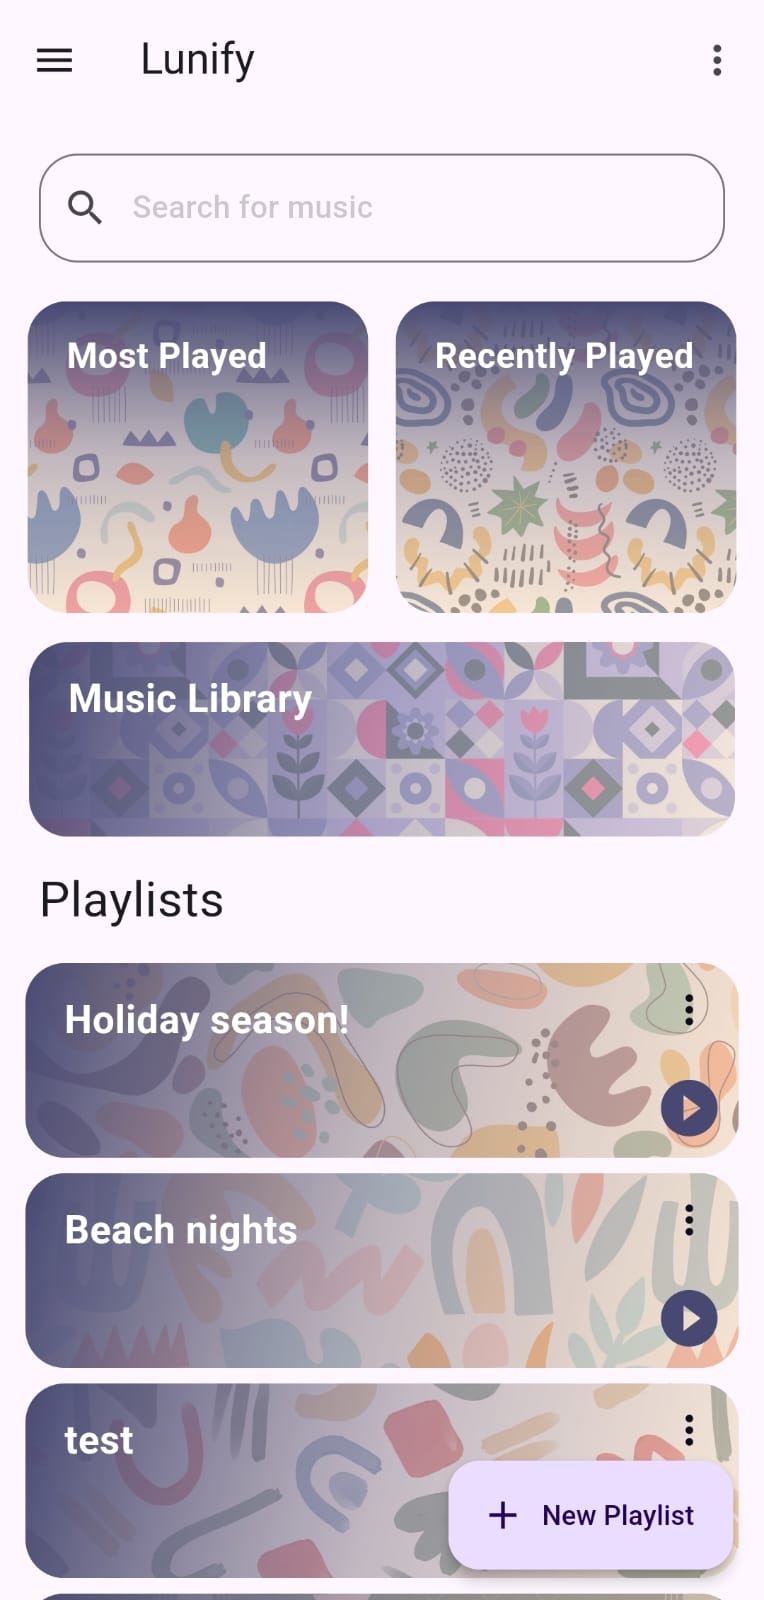 Lunify
Search for music
Most Played
Recently Played
Music Library
Playlists
Holiday season!
Beach nights
test
New Playlist